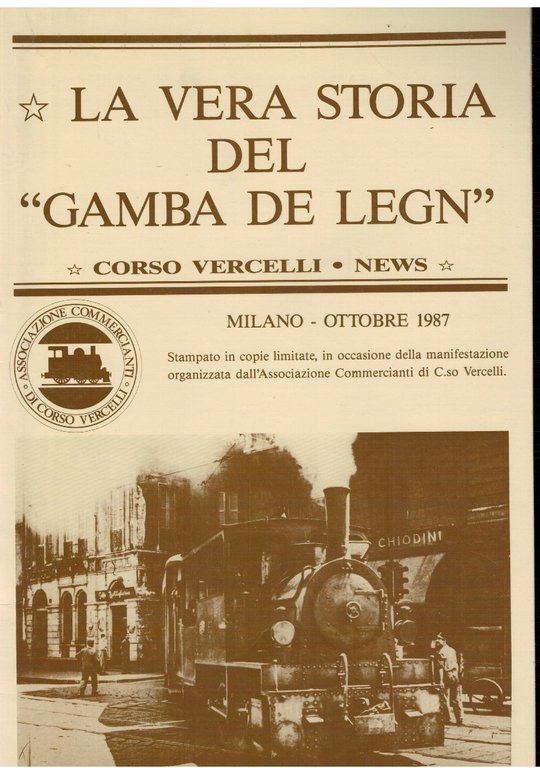 ☆ LA VERA STORIA
DEL
“GAMBA DE LEGN”
☆ CORSO VERCELLI • NEWS ☆
MILANO - OTTOBRE 1987
Stampato in copie limitate, in occasione della manifestazione
organizzata dall'Associazione Commercianti di C.so Vercelli.
ASSOCIAZIONE COMMERCIANTI
DI CORSO VERCELLI
CHIODINI